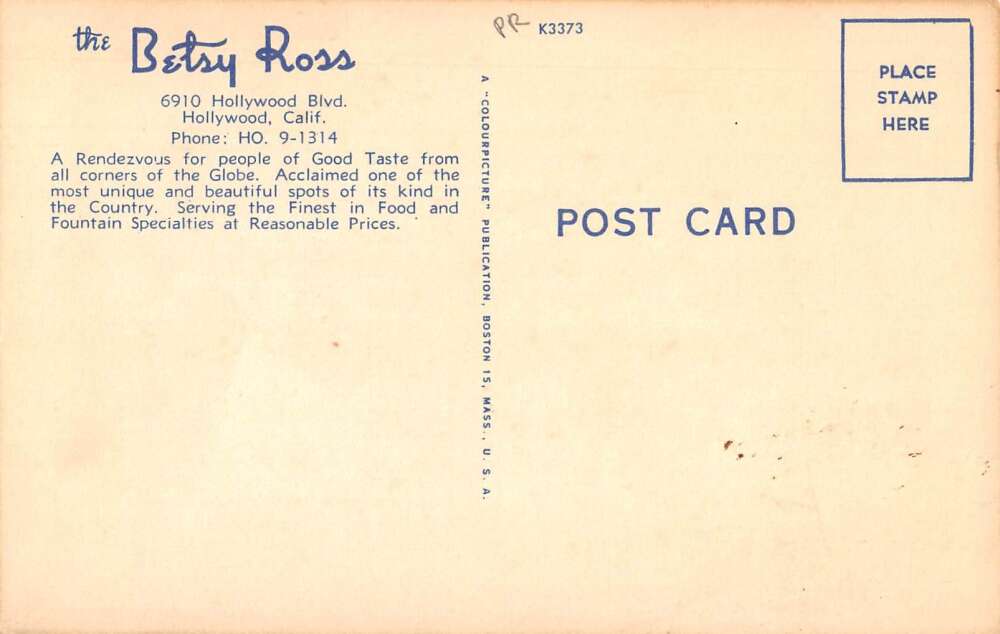 the Betsy Ross
6910 Hollywood Blvd.
Hollywood, Calif.
Phone: HO. 9-1314
A Rendezvous for people of Good Taste from
all corners of the Globe. Acclaimed one of the
most unique and beautiful spots of its kind in
the Country. Serving the Finest in Food and
Fountain Specialties at Reasonable Prices.
A "COLOURPICTURE" PUBLICATION, BOSTON 15, MASS., U. S. A.
PR
K3373
PLACE
STAMP
HERE
POST CARD